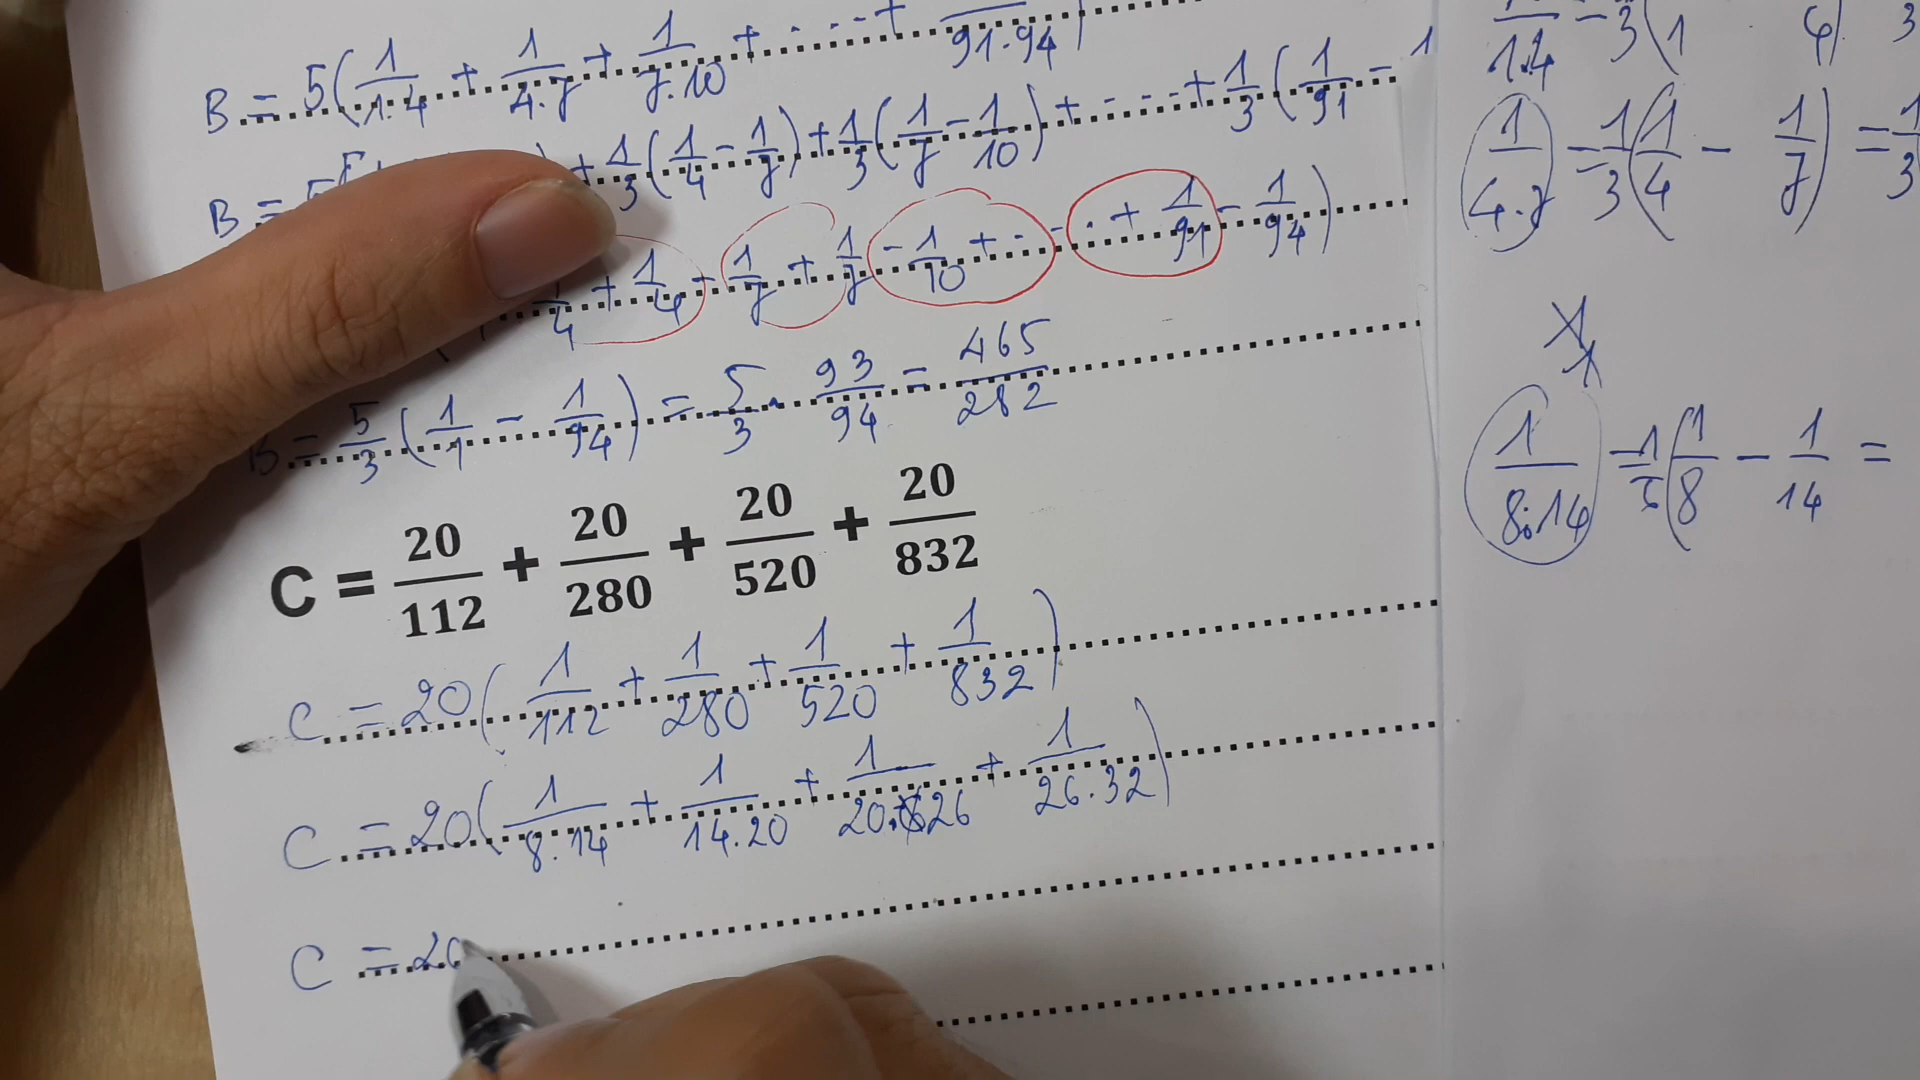 B = 5(1/1.4 + 1/4.7 + 1/7.10 + ... + /91.94)
B = + 1/3(1/4 - 1/7) + 1/3(1/7 - 1/10) + ... + 1/3(1/91 - 1
1/4 + 1/4 - 1/7 + 1/7 - 1/10 + ... + 1/91 - 1/94)
B = 5/3(1/1 - 1/94) = 5/3 . 93/94 = 465/282
C = 20/112 + 20/280 + 20/520 + 20/832
C = 20(1/112 + 1/280 + 1/520 + 1/832)
C = 20(1/8.14 + 1/14.20 + 1/20.26 + 1/26.32)
C = 20
1/4.7 = 1/3(1/4 - 1/7) = 1/3
1/8.14 = (1/8 - 1/14 =